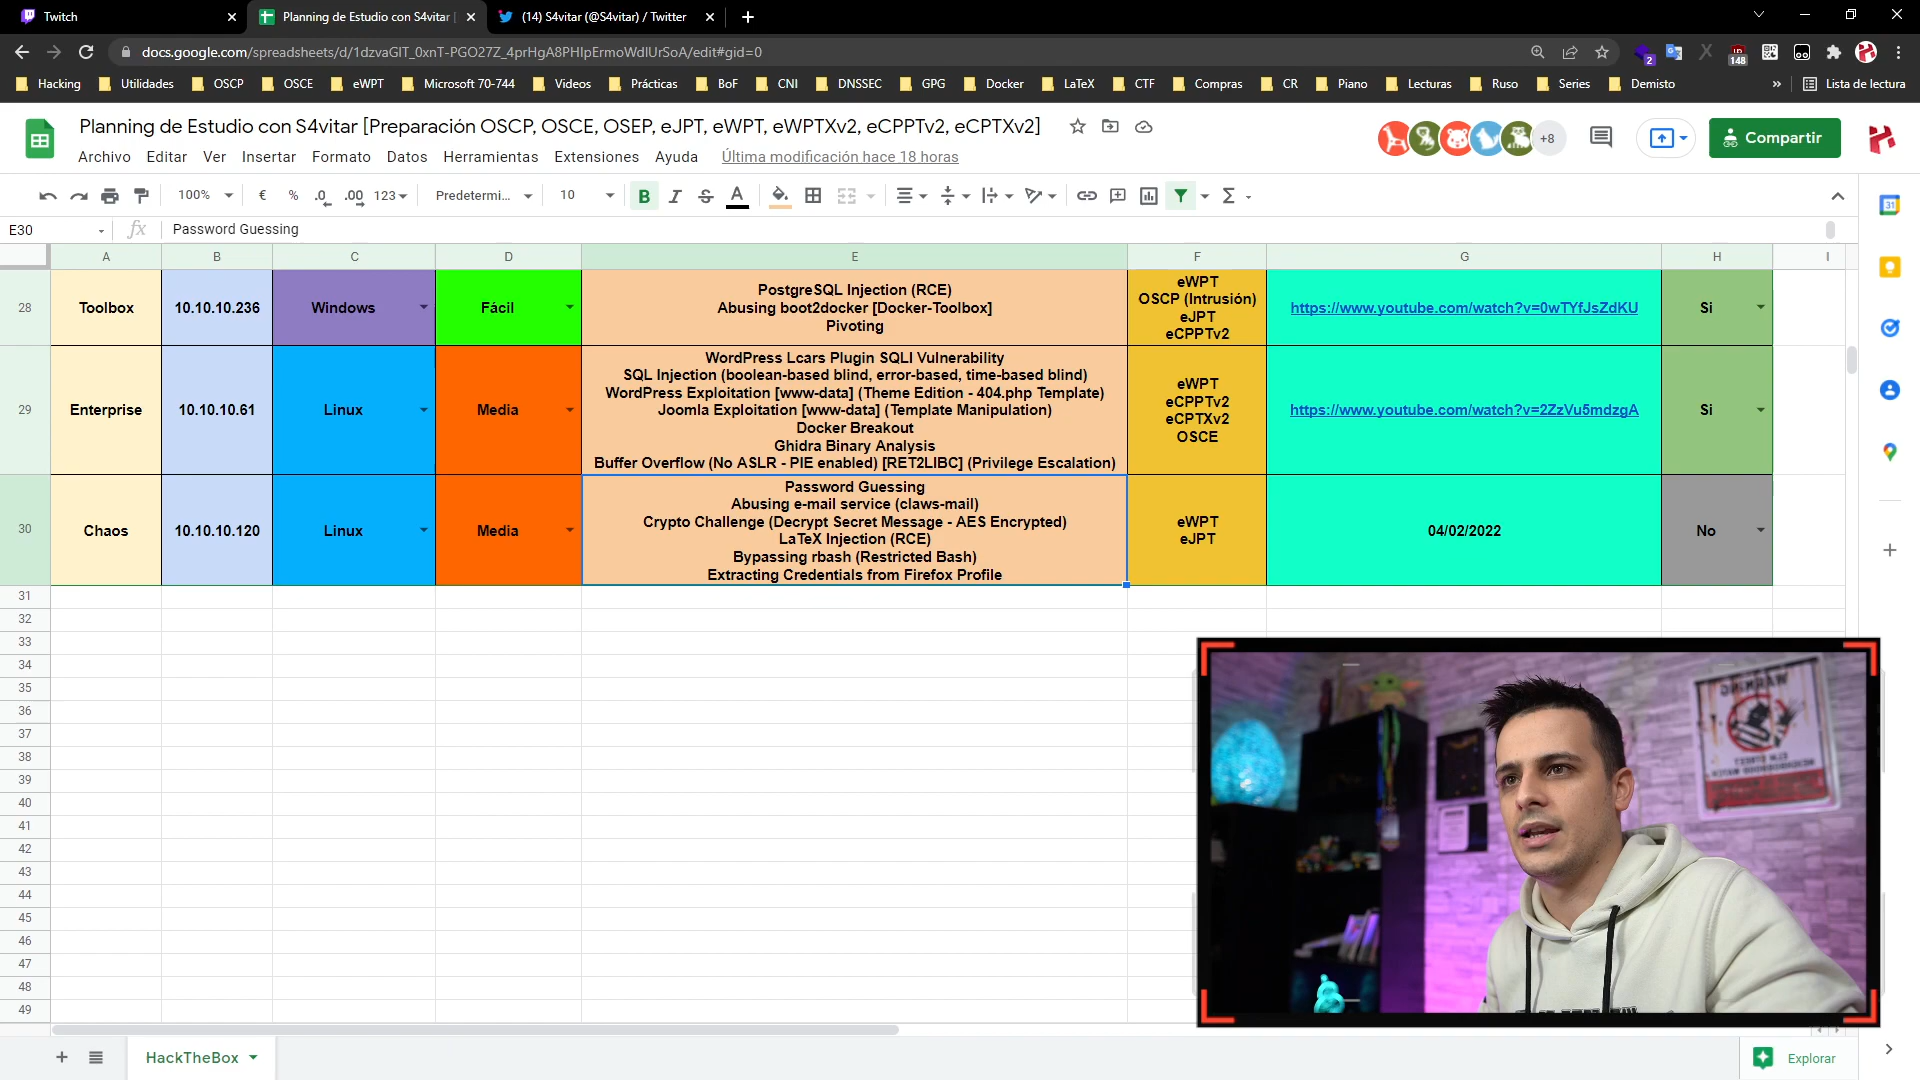 Twitch
Planning de Estudio con S4vitar
(14) S4vitar (@S4vitar) / Twitter
docs.google.com/spreadsheets/d/1dzvaGlT_0xnT-PGO27Z_4prHgA8PHlpErmoWdlUrSoA/edit#gid=0
2
148
Hacking
Utilidades
OSCP
OSCE
eWPT
Microsoft 70-744
Videos
Prácticas
BoF
CNI
DNSSEC
GPG
Docker
LaTeX
CTF
Compras
CR
Piano
Lecturas
Ruso
Series
Demisto
»
Lista de lectura
Planning de Estudio con S4vitar [Preparación OSCP, OSCE, OSEP, eJPT, eWPT, eWPTXv2, eCPPTv2, eCPTXv2]
+8
Compartir
Archivo Editar Ver Insertar Formato Datos Herramientas Extensiones Ayuda Última modificación hace 18 horas
100% € % .0 .00 123 Predetermi... 10 B I S A Σ
31
E30 fx Password Guessing
A B C D E F G H I
28
Toolbox
10.10.10.236
Windows
Fácil
PostgreSQL Injection (RCE)
Abusing boot2docker [Docker-Toolbox]
Pivoting
eWPT
OSCP (Intrusión)
eJPT
eCPPTv2
https://www.youtube.com/watch?v=0wTYfJsZdKU
Si
29
Enterprise
10.10.10.61
Linux
Media
WordPress Lcars Plugin SQLI Vulnerability
SQL Injection (boolean-based blind, error-based, time-based blind)
WordPress Exploitation [www-data] (Theme Edition - 404.php Template)
Joomla Exploitation [www-data] (Template Manipulation)
Docker Breakout
Ghidra Binary Analysis
Buffer Overflow (No ASLR - PIE enabled) [RET2LIBC] (Privilege Escalation)
eWPT
eCPPTv2
eCPTXv2
OSCE
https://www.youtube.com/watch?v=2ZzVu5mdzgA
Si
30
Chaos
10.10.10.120
Linux
Media
Password Guessing
Abusing e-mail service (claws-mail)
Crypto Challenge (Decrypt Secret Message - AES Encrypted)
LaTeX Injection (RCE)
Bypassing rbash (Restricted Bash)
Extracting Credentials from Firefox Profile
eWPT
eJPT
04/02/2022
No
31
32
33
34
35
36
37
38
39
40
41
42
43
44
45
46
47
48
49
HackTheBox
Explorar